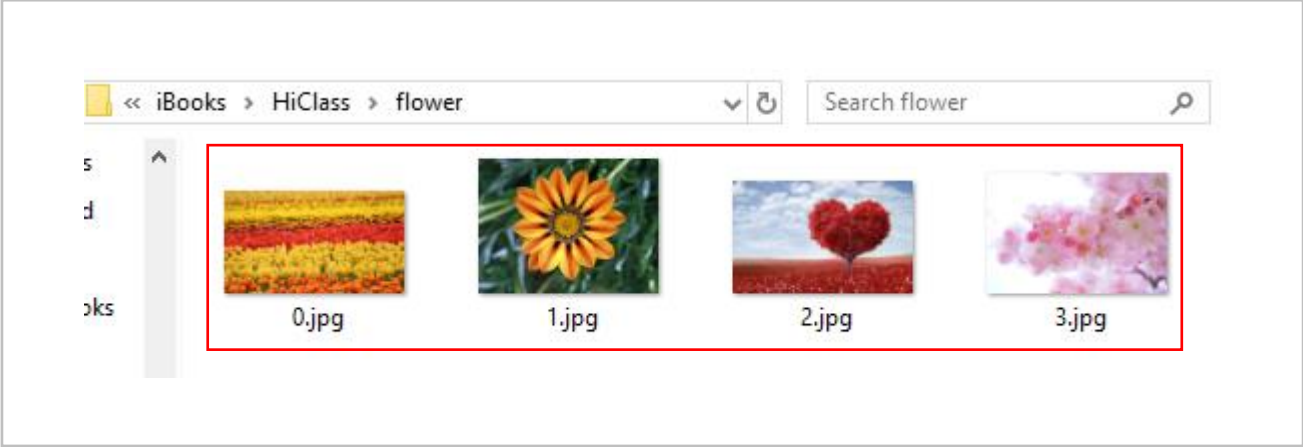 « iBooks > HiClass > flower
Search flower
s
d
oks
0.jpg
1.jpg
2.jpg
3.jpg